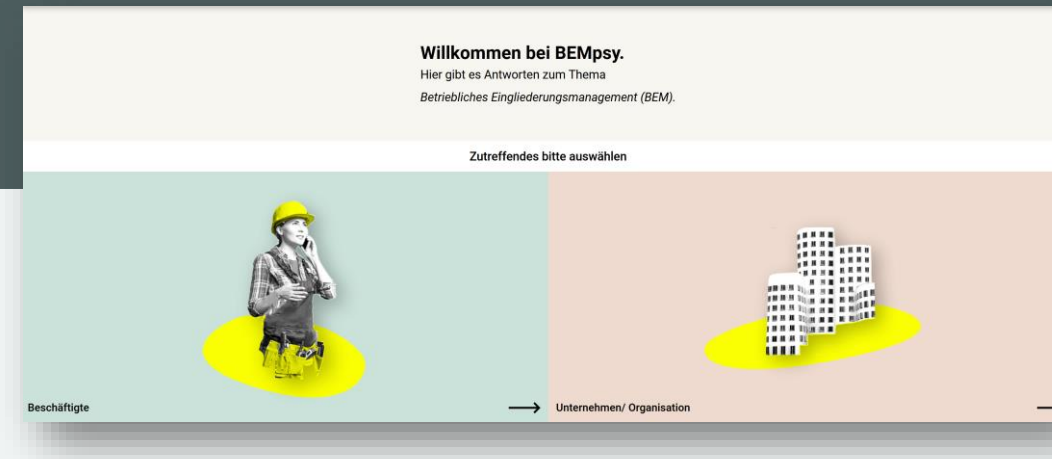 Willkommen bei BEMpsy.
Hier gibt es Antworten zum Thema
Betriebliches Eingliederungsmanagement (BEM).
Zutreffendes bitte auswählen
Beschäftigte
Unternehmen/ Organisation